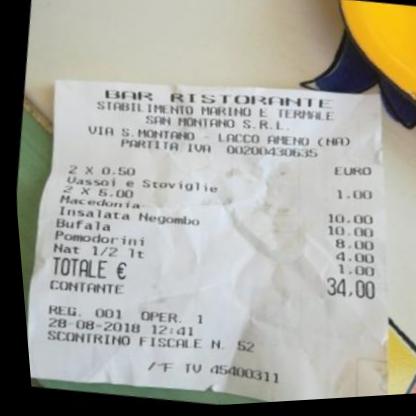 BAR RISTORANTE
STABILIMENTO MARINO E TERMALE
SAN MONTANO S.R.L.
VIA S.MONTANO - LACCO AMENO (NA)
PARTITA IVA 00200430635
EURO
2 X 0.50
Vassoi e Stoviglie 1.00
2 X 5.00
Macedonia 10.00
Insalata Negombo 10.00
Bufala 8.00
Pomodorini 4.00
Nat 1/2 lt 1.00
TOTALE € 34,00
CONTANTE
REG. 001 OPER. 1
28-08-2018 12:41
SCONTRINO FISCALE N. 52
/F TV 45400311